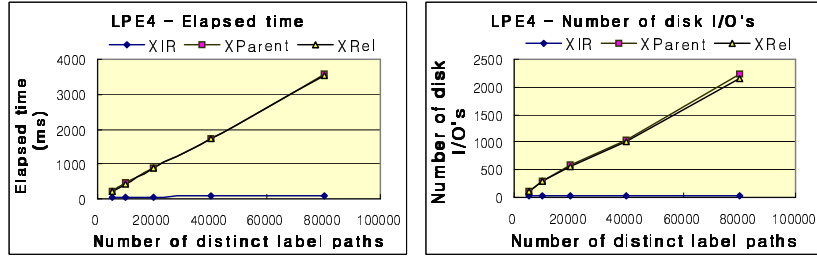 LPE4 - Elapsed time
XIR XParent XRel
4000
3000
2000
1000
0
Elapsed time
(ms)
0 20000 40000 60000 80000 100000
Number of distinct label paths
LPE4 - Number of disk I/O's
XIR XParent XRel
2500
2000
1500
1000
500
0
Number of disk
I/O's
0 20000 40000 60000 80000 100000
Number of distinct label paths